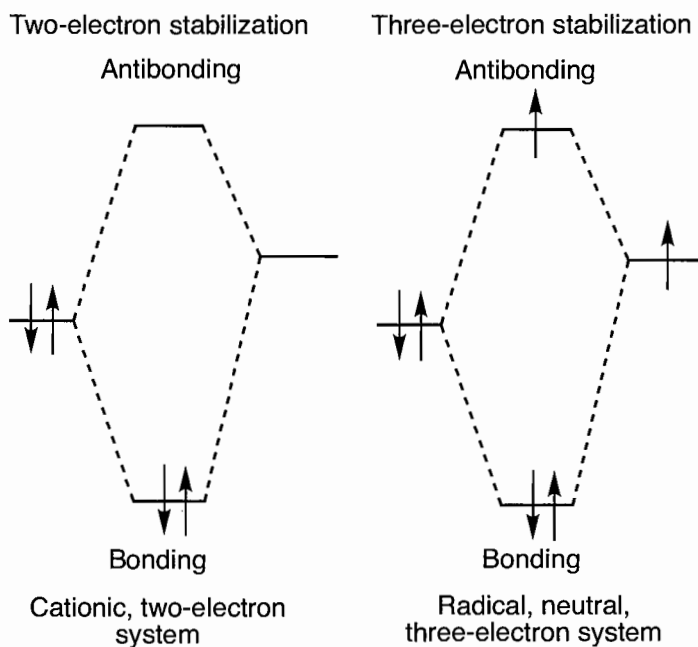 Two-electron stabilization
Antibonding
Bonding
Cationic, two-electron
system
Three-electron stabilization
Antibonding
Bonding
Radical, neutral,
three-electron system